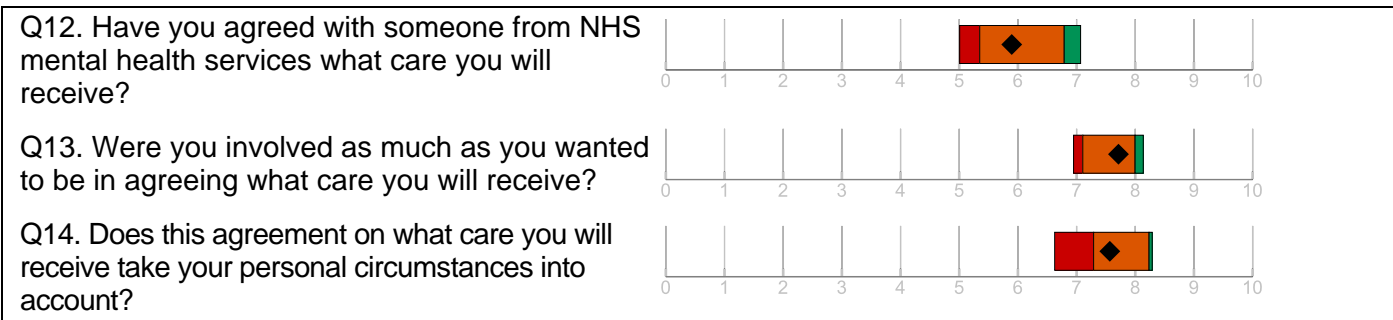 Q12. Have you agreed with someone from NHS
mental health services what care you will
receive?
0 1 2 3 4 5 6 7 8 9 10
Q13. Were you involved as much as you wanted
to be in agreeing what care you will receive?
0 1 2 3 4 5 6 7 8 9 10
Q14. Does this agreement on what care you will
receive take your personal circumstances into
account?
0 1 2 3 4 5 6 7 8 9 10